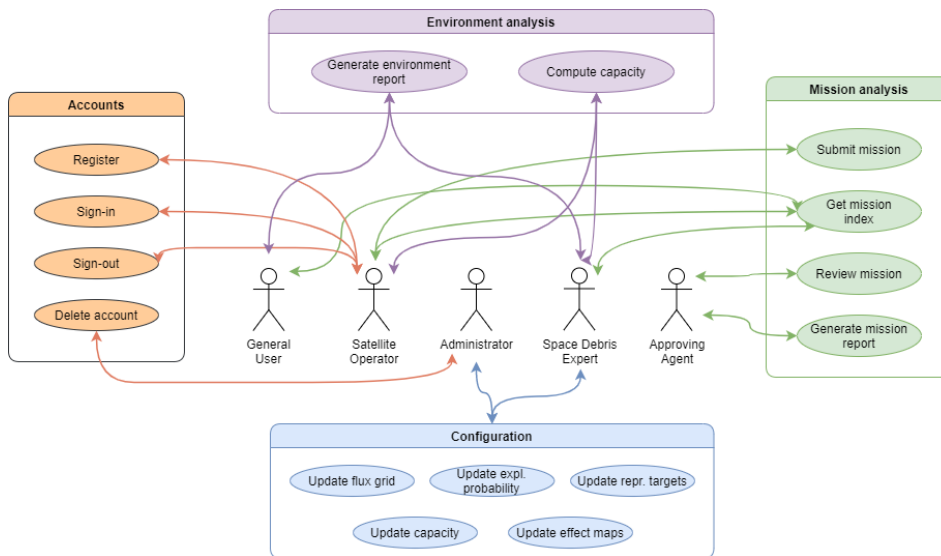 Environment analysis
Generate environment
report
Compute capacity
Accounts
Register
Sign-in
Sign-out
Delete account
Mission analysis
Submit mission
Get mission
index
Review mission
Generate mission
report
General
User
Satellite
Operator
Administrator
Space Debris
Expert
Approving
Agent
Configuration
Update flux grid
Update expl.
probability
Update repr. targets
Update capacity
Update effect maps